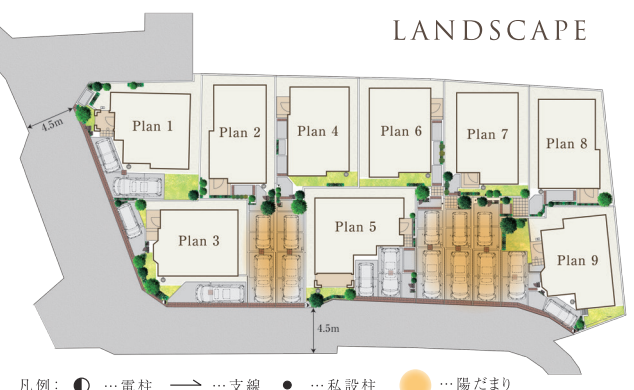 LANDSCAPE
4.5m
Plan 1
Plan 2
Plan 4
Plan 6
Plan 7
Plan 8
Plan 3
Plan 5
Plan 9
4.5m
凡例： …電柱 …支線 …私設柱 …陽だまり